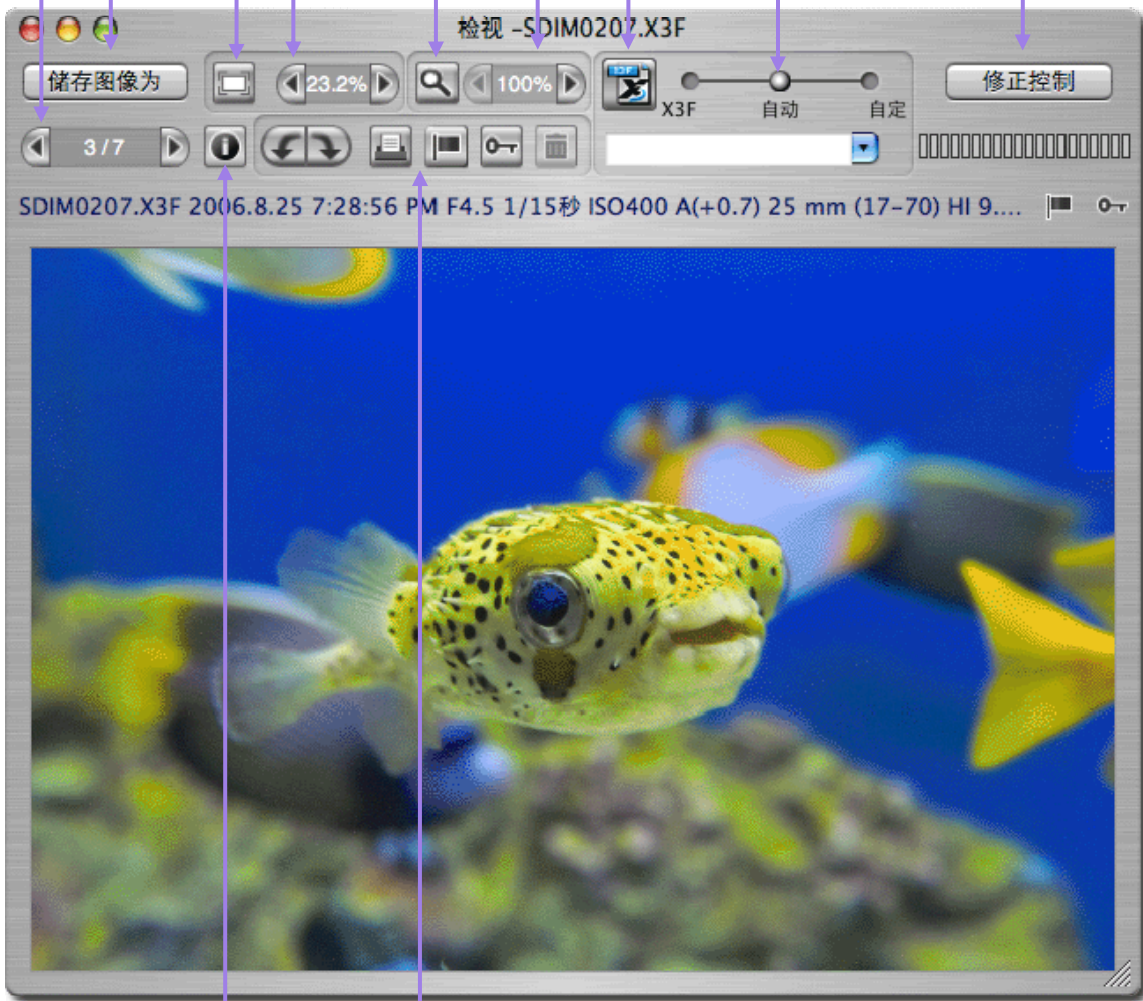 检视 –SDIM0207.X3F
储存图像为
23.2%
100%
X3F
自动
自定
修正控制
3/7
SDIM0207.X3F 2006.8.25 7:28:56 PM F4.5 1/15秒 ISO400 A(+0.7) 25 mm (17–70) HI 9....